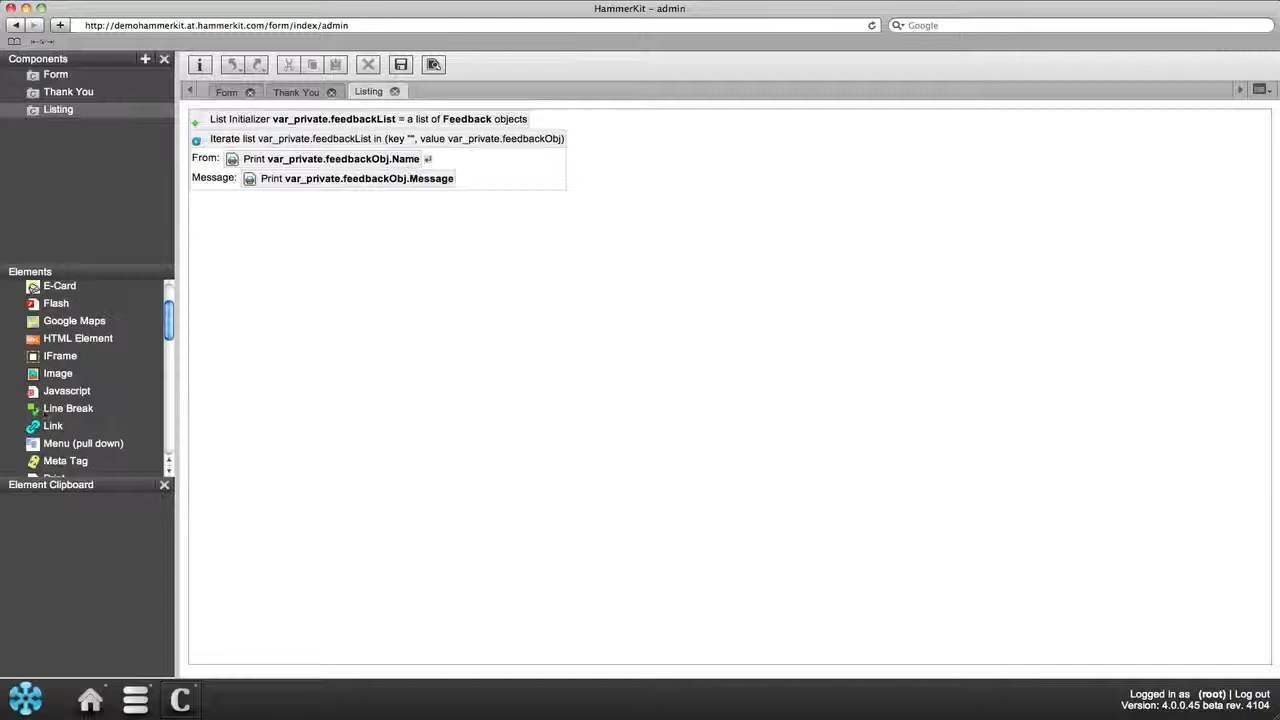 HammerKit – admin
http://demohammerkit.at.hammerkit.com/form/index/admin
Google
Components
Form
Thank You
Listing
Form
Thank You
Listing
List Initializer var_private.feedbackList = a list of Feedback objects
Iterate list var_private.feedbackList in (key "", value var_private.feedbackObj)
From: Print var_private.feedbackObj.Name
Message: Print var_private.feedbackObj.Message
Elements
E-Card
Flash
Google Maps
HTML Element
IFrame
Image
Javascript
Line Break
Link
Menu (pull down)
Meta Tag
Element Clipboard
C
Logged in as (root) | Log out
Version: 4.0.0.45 beta rev. 4104